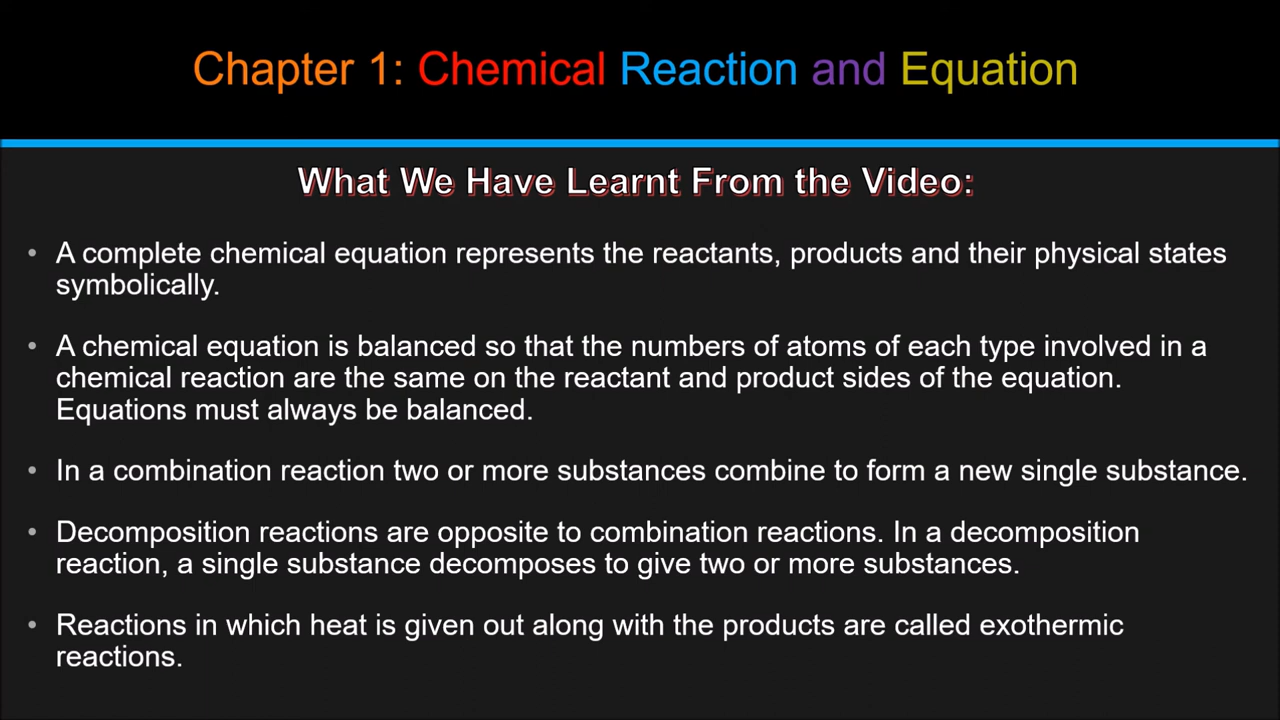 Chapter 1: Chemical Reaction and Equation
What We Have Learnt From the Video:
• A complete chemical equation represents the reactants, products and their physical states
symbolically.
• A chemical equation is balanced so that the numbers of atoms of each type involved in a
chemical reaction are the same on the reactant and product sides of the equation.
Equations must always be balanced.
• In a combination reaction two or more substances combine to form a new single substance.
• Decomposition reactions are opposite to combination reactions. In a decomposition
reaction, a single substance decomposes to give two or more substances.
• Reactions in which heat is given out along with the products are called exothermic
reactions.